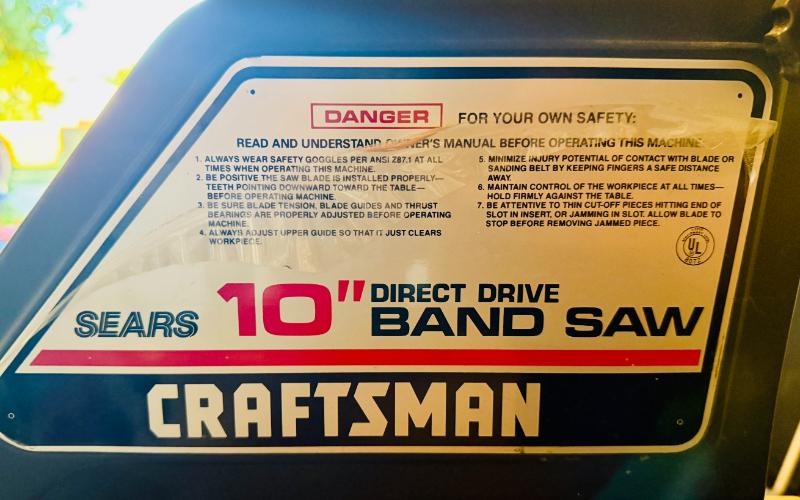 DANGER FOR YOUR OWN SAFETY:
READ AND UNDERSTAND OWNER'S MANUAL BEFORE OPERATING THIS MACHINE
1. ALWAYS WEAR SAFETY GOGGLES PER ANSI Z87.1 AT ALL
TIMES WHEN OPERATING THIS MACHINE.
2. BE POSITIVE THE SAW BLADE IS INSTALLED PROPERLY—
TEETH POINTING DOWNWARD TOWARD THE TABLE—
BEFORE OPERATING MACHINE.
3. BE SURE BLADE TENSION, BLADE GUIDES AND THRUST
BEARINGS ARE PROPERLY ADJUSTED BEFORE OPERATING
MACHINE.
4. ALWAYS ADJUST UPPER GUIDE SO THAT IT JUST CLEARS
WORKPIECE.
5. MINIMIZE INJURY POTENTIAL OF CONTACT WITH BLADE OR
SANDING BELT BY KEEPING FINGERS A SAFE DISTANCE
AWAY.
6. MAINTAIN CONTROL OF THE WORKPIECE AT ALL TIMES—
HOLD FIRMLY AGAINST THE TABLE.
7. BE ATTENTIVE TO THIN CUT-OFF PIECES HITTING END OF
SLOT IN INSERT, OR JAMMING IN SLOT. ALLOW BLADE TO
STOP BEFORE REMOVING JAMMED PIECE.
UL
SEARS 10" DIRECT DRIVE
BAND SAW
CRAFTSMAN